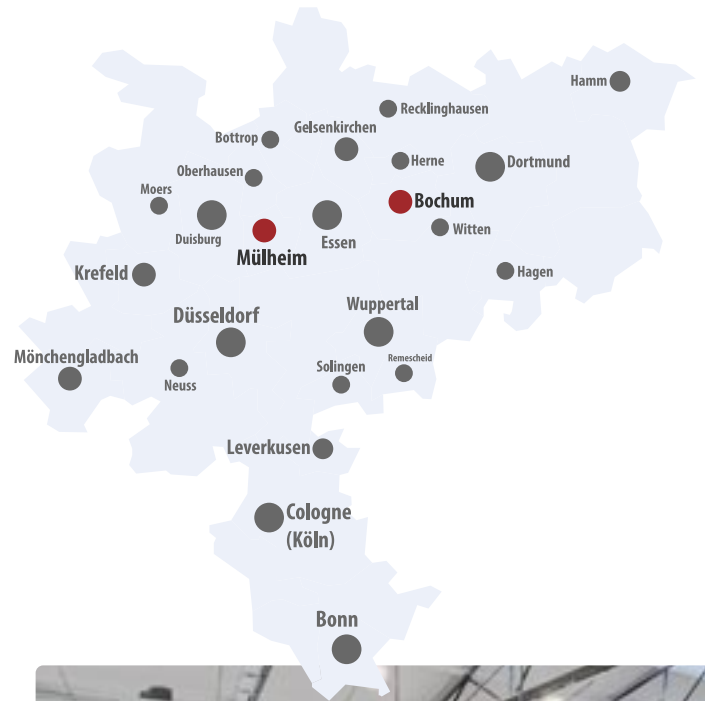 Hamm
Recklinghausen
Gelsenkirchen
Bottrop
Herne
Dortmund
Oberhausen
Moers
Bochum
Witten
Duisburg
Essen
Mülheim
Krefeld
Hagen
Wuppertal
Düsseldorf
Mönchengladbach
Remescheid
Solingen
Neuss
Leverkusen
Cologne
(Köln)
Bonn